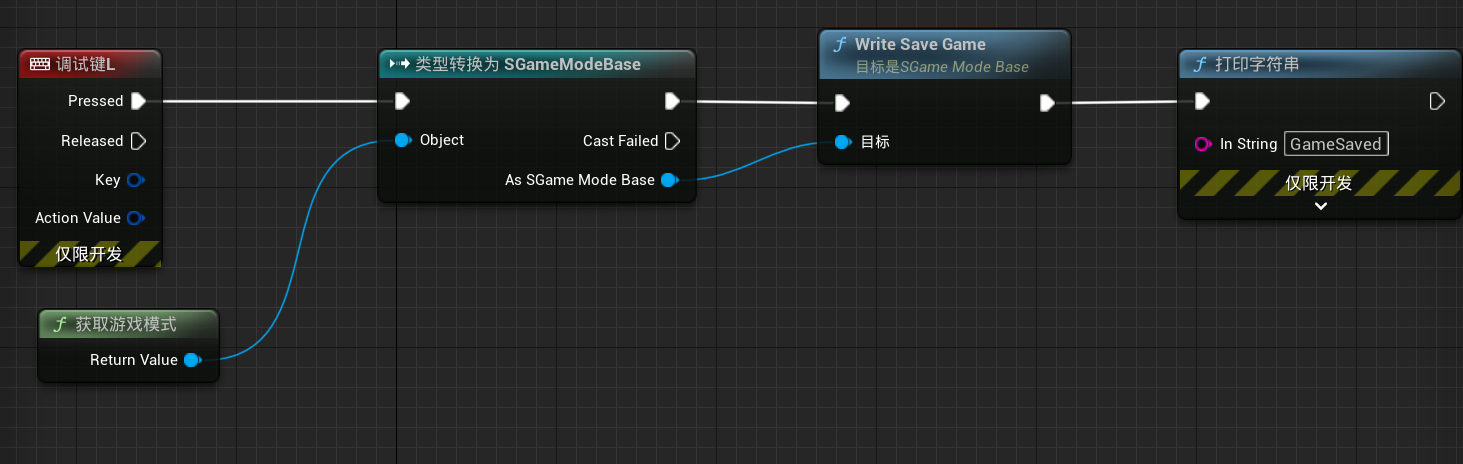 调试键L
Pressed
Released
Key
Action Value
仅限开发
f 获取游戏模式
Return Value
类型转换为 SGameModeBase
Object
Cast Failed
As SGame Mode Base
f Write Save Game
目标是SGame Mode Base
目标
f 打印字符串
In String GameSaved
仅限开发